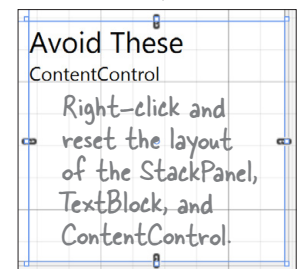 Avoid These
ContentControl
Right-click and
reset the layout
of the StackPanel,
TextBlock, and
ContentControl.